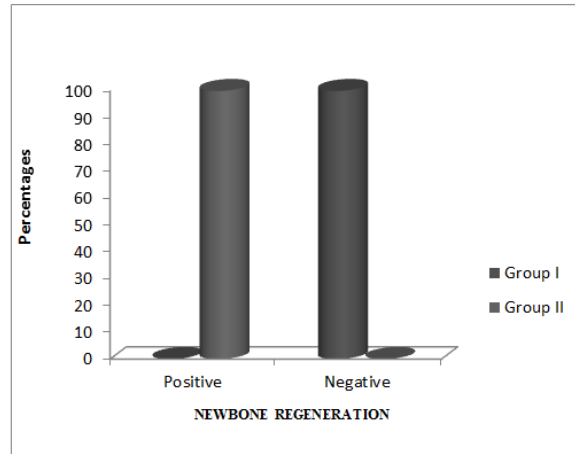 100
90
80
70
60
50
40
30
20
10
0
Percentages
Positive
Negative
NEWBONE REGENERATION
Group I
Group II